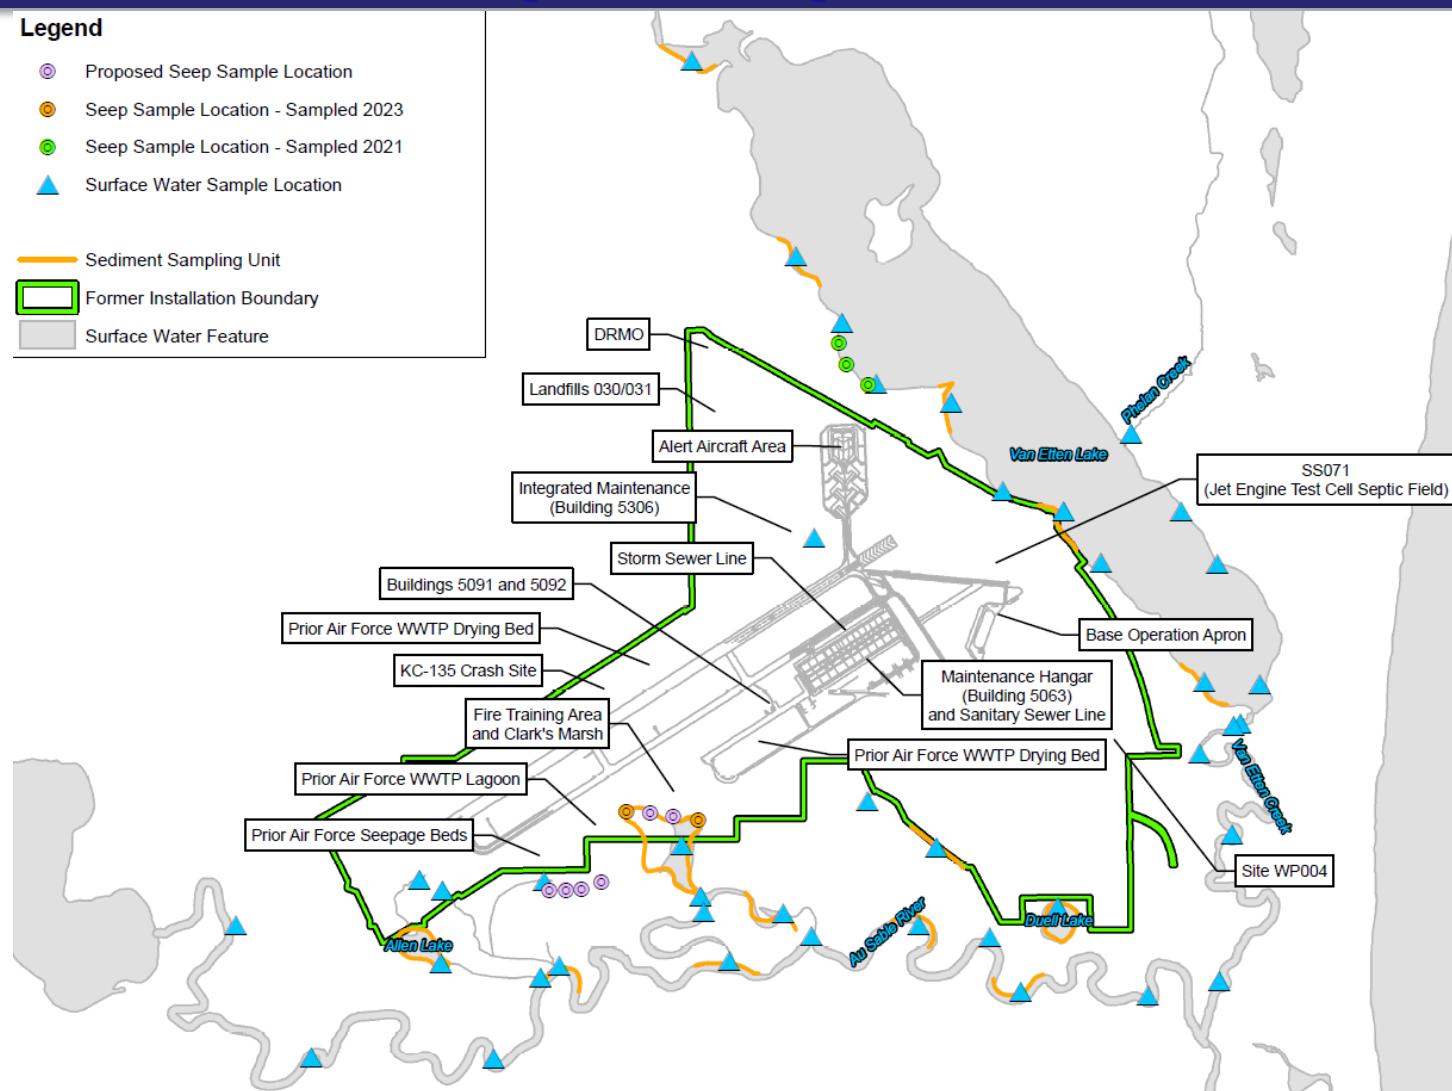 Legend
Proposed Seep Sample Location
Seep Sample Location - Sampled 2023
Seep Sample Location - Sampled 2021
Surface Water Sample Location
Sediment Sampling Unit
Former Installation Boundary
Surface Water Feature
DRMO
Landfills 030/031
Alert Aircraft Area
Integrated Maintenance
(Building 5306)
Storm Sewer Line
Buildings 5091 and 5092
Prior Air Force WWTP Drying Bed
KC-135 Crash Site
Fire Training Area
and Clark's Marsh
Prior Air Force WWTP Lagoon
Prior Air Force Seepage Beds
Phelan Creek
Van Etten Lake
SS071
(Jet Engine Test Cell Septic Field)
Base Operation Apron
Maintenance Hangar
(Building 5063)
and Sanitary Sewer Line
Prior Air Force WWTP Drying Bed
Van Etten Creek
Site WP004
Duell Lake
Au Sable River
Allen Lake